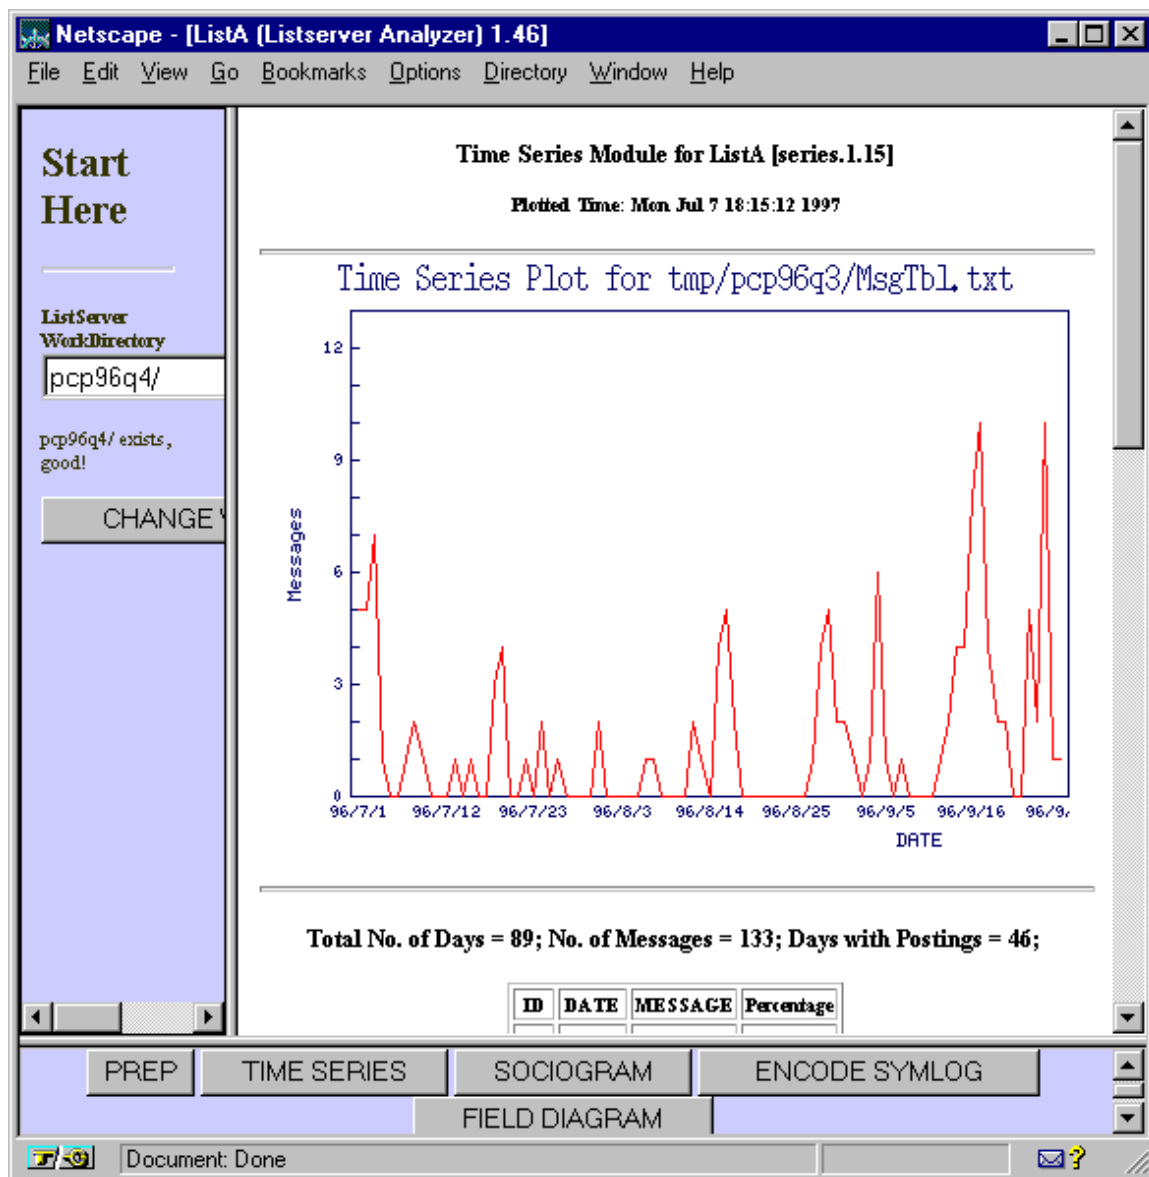 Netscape - [ListA (Listserver Analyzer) 1.46]
File Edit View Go Bookmarks Options Directory Window Help
Start
Here
ListServer
WorkDirectory
pcp96q4/
pcp96q4/ exists,
good!
CHANGE
Time Series Module for ListA [series.1.15]
Plotted Time: Mon Jul 7 18:15:12 1997
Time Series Plot for tmp/pcp96q3/MsgTbl.txt
12
9
Messages
6
3
0
96/7/1 96/7/12 96/7/23 96/8/3 96/8/14 96/8/25 96/9/5 96/9/16 96/9/
DATE
Total No. of Days = 89; No. of Messages = 133; Days with Postings = 46;
ID DATE MESSAGE Percentage
PREP TIME SERIES SOCIOGRAM ENCODE SYMLOG
FIELD DIAGRAM
Document: Done